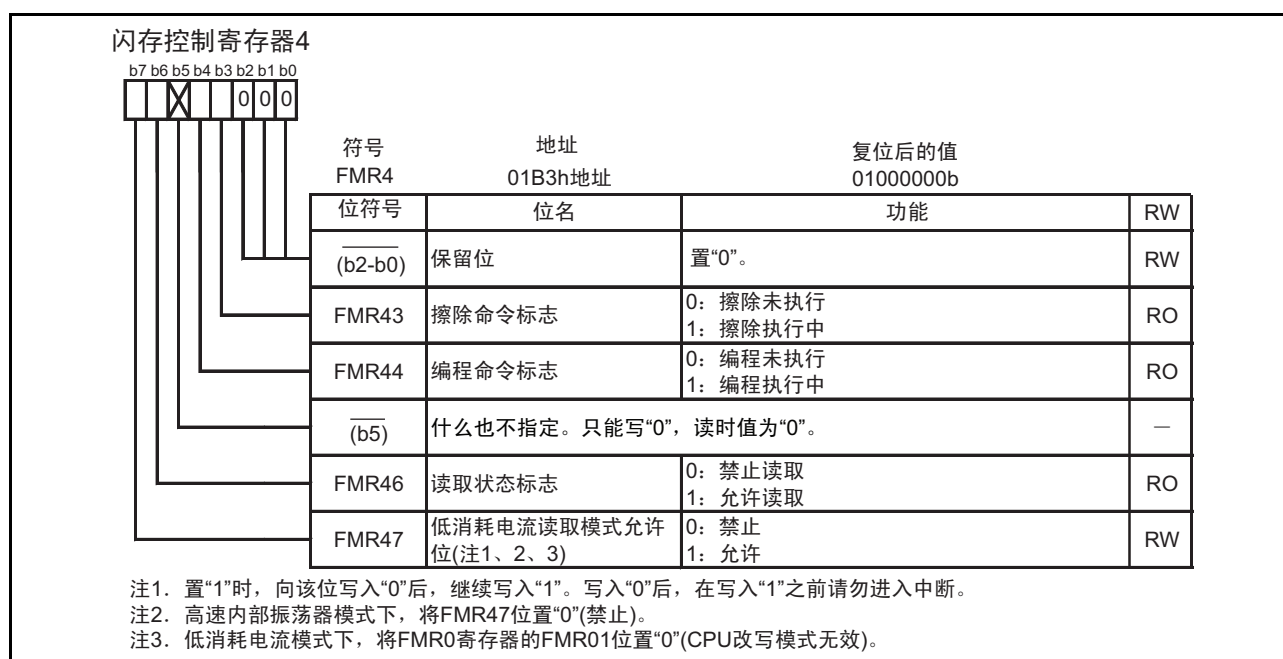 闪存控制寄存器4
b7 b6 b5 b4 b3 b2 b1 b0
0 0 0
符号 地址 复位后的值
FMR4 01B3h地址 01000000b
位符号 位名 功能 RW
(b2-b0) 保留位 置“0”。 RW
FMR43 擦除命令标志 0：擦除未执行 RO
1：擦除执行中
FMR44 编程命令标志 0：编程未执行 RO
1：编程执行中
(b5) 什么也不指定。只能写“0”，读时值为“0”。 —
FMR46 读取状态标志 0：禁止读取 RO
1：允许读取
FMR47 低消耗电流读取模式允许 0：禁止 RW
位(注1、2、3) 1：允许
注1．置“1”时，向该位写入“0”后，继续写入“1”。写入“0”后，在写入“1”之前请勿进入中断。
注2．高速内部振荡器模式下，将FMR47位置“0”(禁止)。
注3．低消耗电流模式下，将FMR0寄存器的FMR01位置“0”(CPU改写模式无效)。